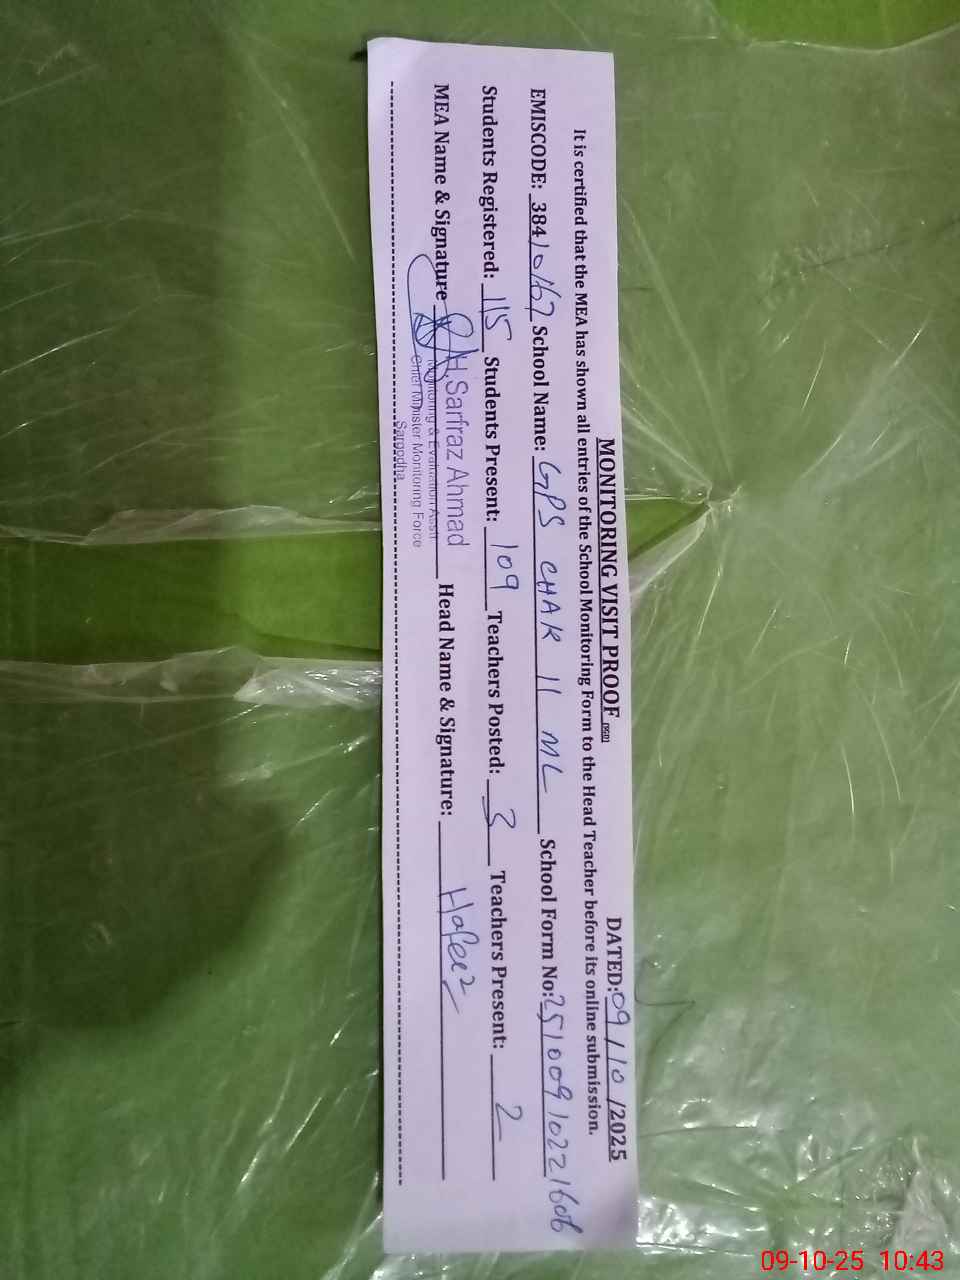 MONITORING VISIT PROOF DATED: 09/10/2025
It is certified that the MEA has shown all entries of the School Monitoring Form to the Head Teacher before its online submission.
EMISCODE: 38410167 School Name: GPS CHAK 11 ML School Form No: 2510091022160b
Students Registered: 115 Students Present: 109 Teachers Posted: 3 Teachers Present: 2
MEA Name & Signature H. Sarfraz Ahmad Head Name & Signature: Hafeez
Monitoring & Evaluation Asstt
Chief Minister Monitoring Force
Sargodha
09-10-25 10:43